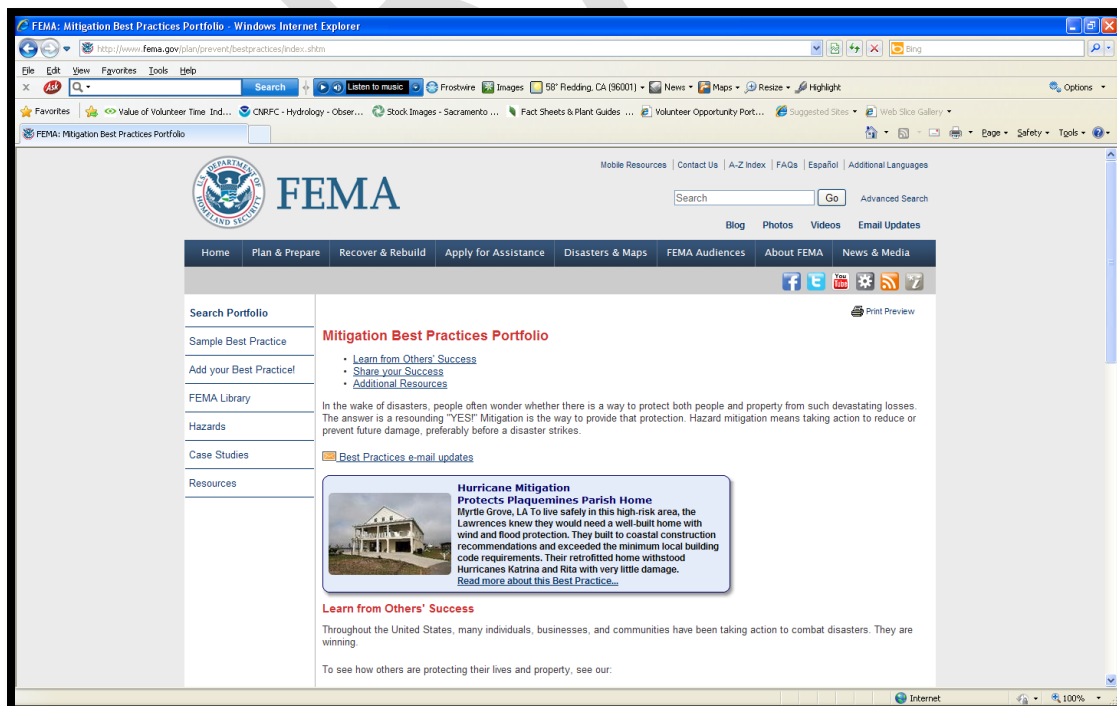 FEMA: Mitigation Best Practices Portfolio - Windows Internet Explorer
http://www.fema.gov/plan/prevent/bestpractices/index.shtm
Bing
File Edit View Favorites Tools Help
Ask Search Listen to music Frostwire Images 58° Redding, CA (96001) News Maps Resize Highlight Options
Favorites Value of Volunteer Time Ind... CNRFC - Hydrology - Obser... Stock Images - Sacramento ... Fact Sheets & Plant Guides ... Volunteer Opportunity Port... Suggested Sites Web Slice Gallery
FEMA: Mitigation Best Practices Portfolio
Page Safety Tools
U.S. DEPARTMENT OF HOMELAND SECURITY
FEMA
Mobile Resources | Contact Us | A-Z Index | FAQs | Español | Additional Languages
Search Go Advanced Search
Blog Photos Videos Email Updates
Home Plan & Prepare Recover & Rebuild Apply for Assistance Disasters & Maps FEMA Audiences About FEMA News & Media
You Tube
Print Preview
Search Portfolio
Sample Best Practice
Add your Best Practice!
FEMA Library
Hazards
Case Studies
Resources
Mitigation Best Practices Portfolio
• Learn from Others' Success
• Share your Success
• Additional Resources
In the wake of disasters, people often wonder whether there is a way to protect both people and property from such devastating losses.
The answer is a resounding "YES!" Mitigation is the way to provide that protection. Hazard mitigation means taking action to reduce or
prevent future damage, preferably before a disaster strikes.
Best Practices e-mail updates
Hurricane Mitigation
Protects Plaquemines Parish Home
Myrtle Grove, LA To live safely in this high-risk area, the
Lawrences knew they would need a well-built home with
wind and flood protection. They built to coastal construction
recommendations and exceeded the minimum local building
code requirements. Their retrofitted home withstood
Hurricanes Katrina and Rita with very little damage.
Read more about this Best Practice...
Learn from Others' Success
Throughout the United States, many individuals, businesses, and communities have been taking action to combat disasters. They are
winning.
To see how others are protecting their lives and property, see our:
Internet 100%